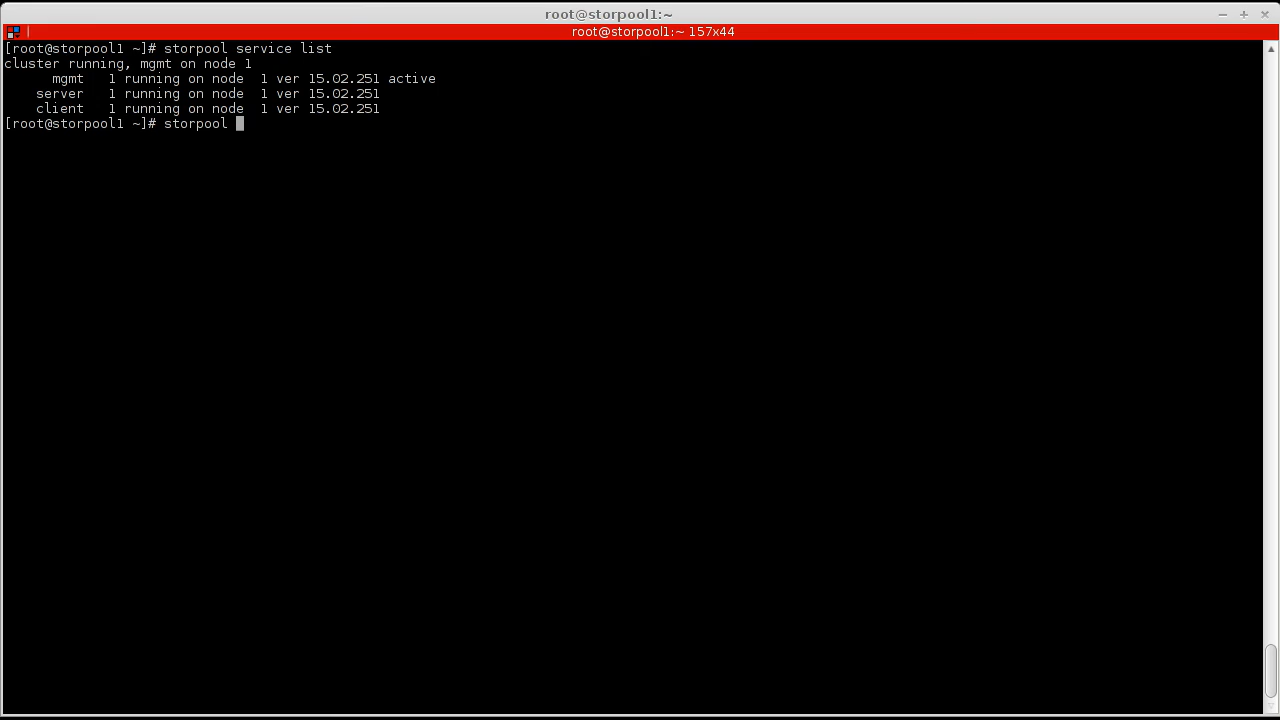 root@storpool1:~
root@storpool1:~ 157x44
[root@storpool1 ~]# storpool service list
cluster running, mgmt on node 1
      mgmt   1 running on node  1 ver 15.02.251 active
    server   1 running on node  1 ver 15.02.251
    client   1 running on node  1 ver 15.02.251
[root@storpool1 ~]# storpool